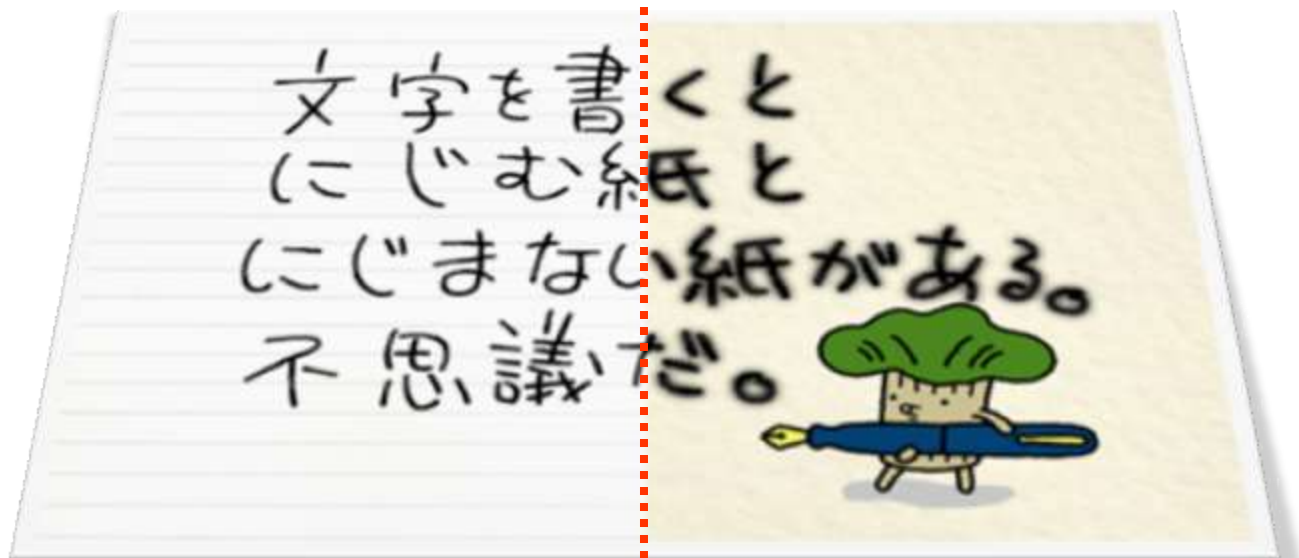 文字を書くと
にじむ紙と
にじまない紙がある。
不思議だ。